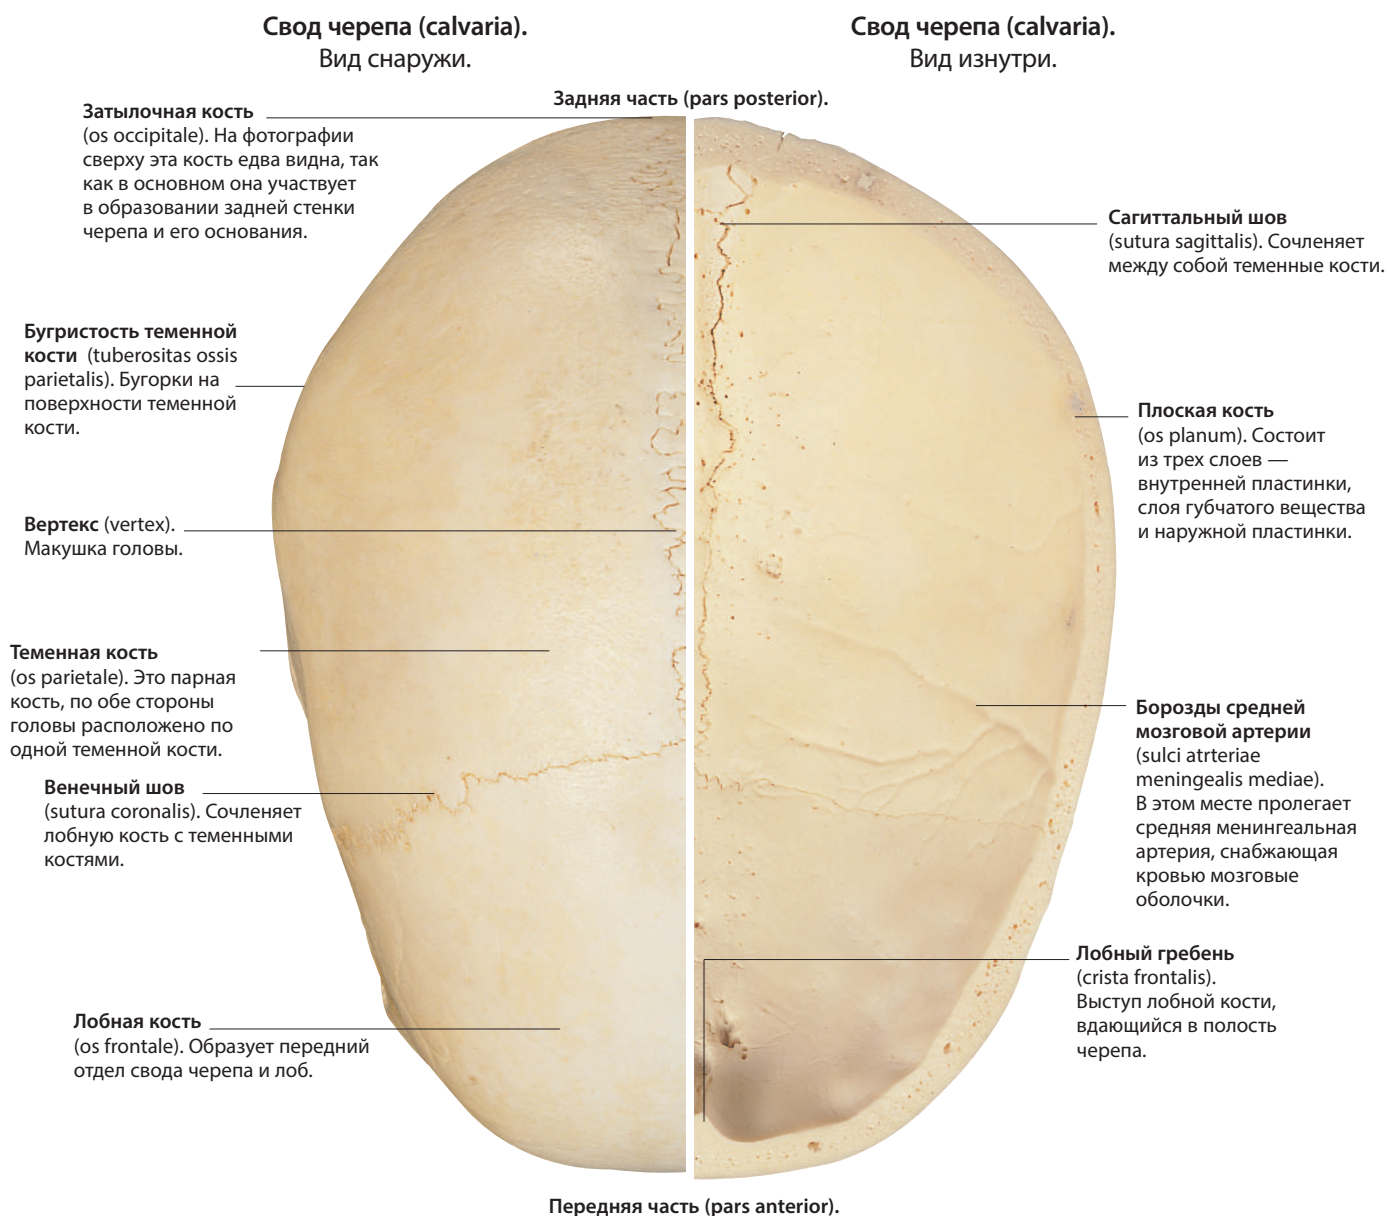 Свод черепа (calvaria).
Вид снаружи.
Свод черепа (calvaria).
Вид изнутри.
Задняя часть (pars posterior).
Затылочная кость
(os occipitale). На фотографии
сверху эта кость едва видна, так
как в основном она участвует
в образовании задней стенки
черепа и его основания.
Бугристость теменной
кости (tuberositas ossis
parietalis). Бугорки на
поверхности теменной
кости.
Вертекс (vertex).
Макушка головы.
Теменная кость
(os parietale). Это парная
кость, по обе стороны
головы расположено по
одной теменной кости.
Венечный шов
(sutura coronalis). Сочленяет
лобную кость с теменными
костями.
Лобная кость
(os frontale). Образует передний
отдел свода черепа и лоб.
Сагиттальный шов
(sutura sagittalis). Сочленяет
между собой теменные кости.
Плоская кость
(os planum). Состоит
из трех слоев —
внутренней пластинки,
слоя губчатого вещества
и наружной пластинки.
Борозды средней
мозговой артерии
(sulci atrteriae
meningealis mediae).
В этом месте пролегает
средняя менингеальная
артерия, снабжающая
кровью мозговые
оболочки.
Лобный гребень
(crista frontalis).
Выступ лобной кости,
вдающийся в полость
черепа.
Передняя часть (pars anterior).